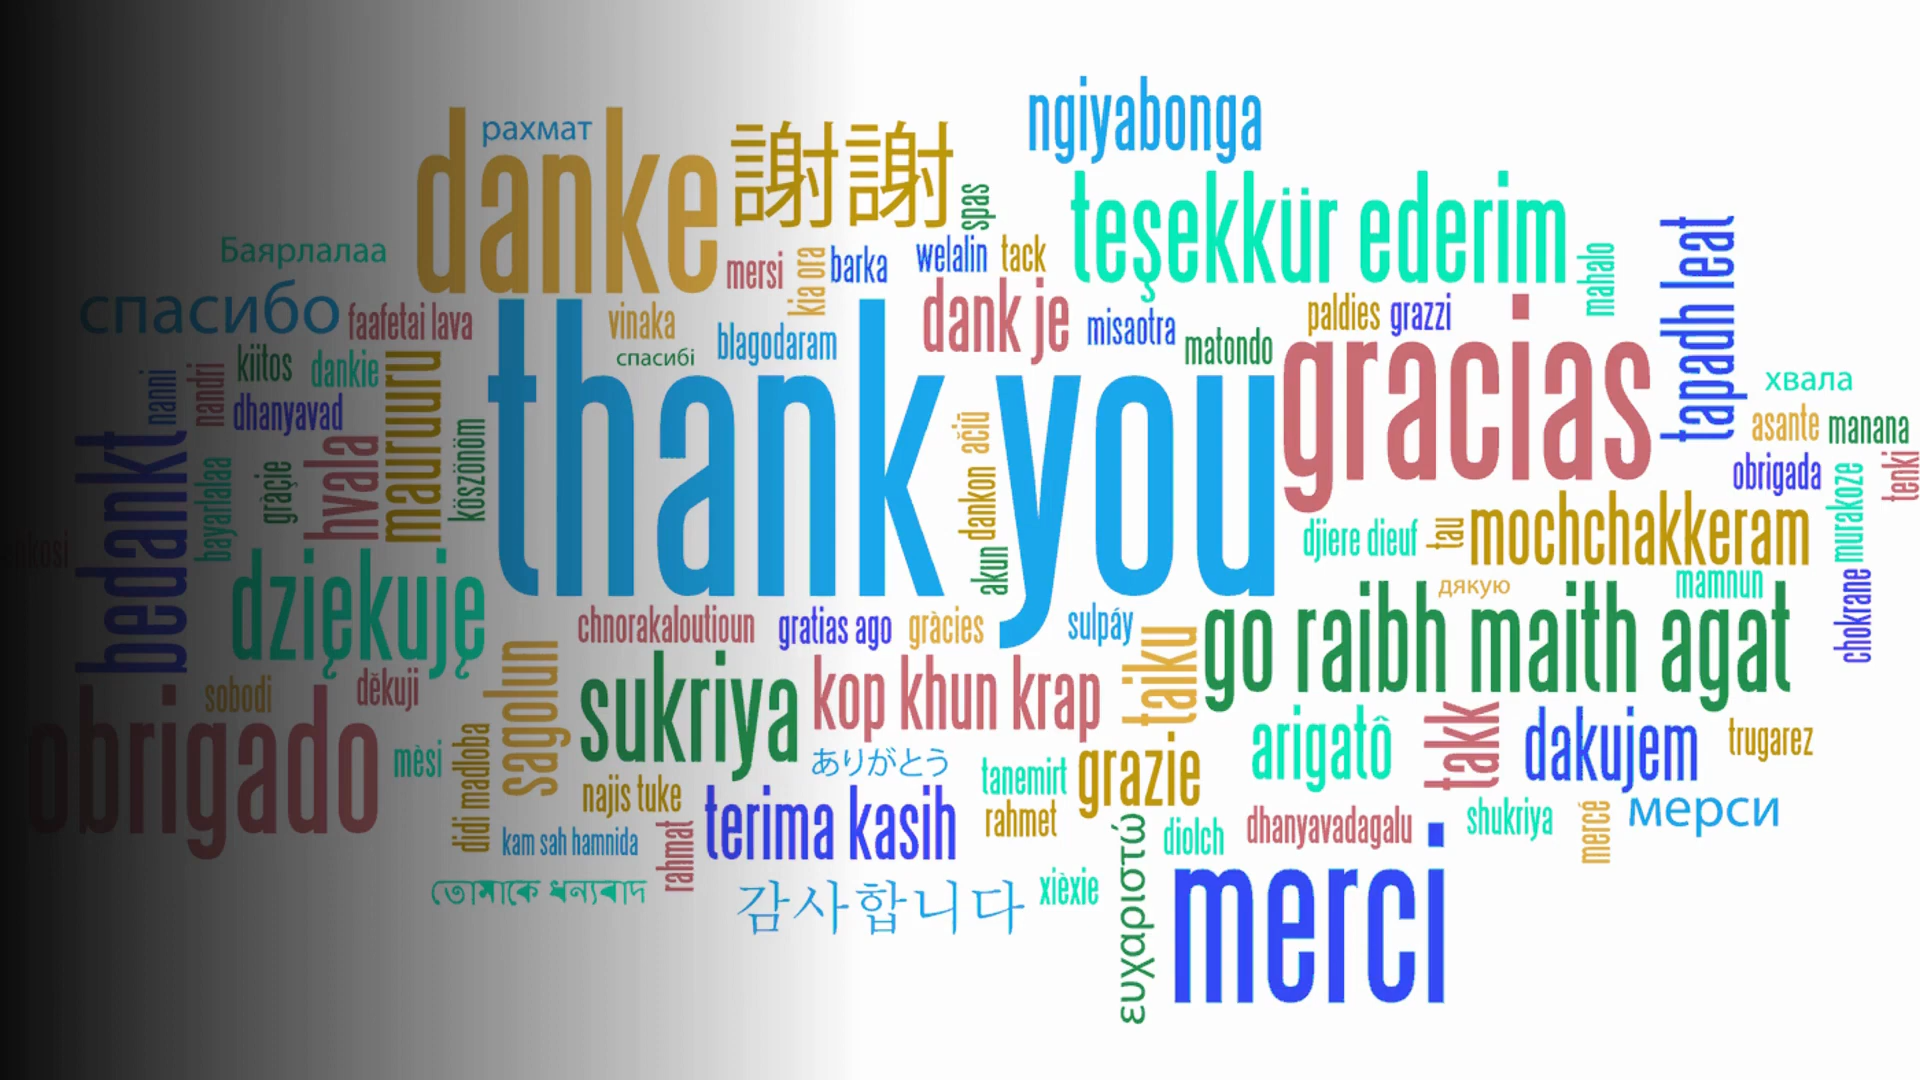 ngiyabonga
рахмат
danke
謝謝
spas
teşekkür ederim
Баярлалаа
mersi
kia ora
barka
welalin
tack
mahalo
tapadh leat
спасибо
faafetai lava
vinaka
спасибі
blagodaram
dank je
misaotra
matondo
paldies
grazzi
gracias
nanni
nandri
kiitos
dankie
mauruuru
dhanyavad
thank you
хвала
asante
manana
bedankt
bayarlalaa
gràçie
hvala
köszönöm
dankon
ačiū
akun
obrigada
tenki
murakoze
enkosi
dziękuję
djiere dieuf
tau
mochchakkeram
дякую
mamnun
chokrane
chnorakaloutioun
gratias ago
gràcies
sulpáy
taiku
go raibh maith agat
obrigado
sobodi
děkuji
sagolun
sukriya
kop khun krap
mèsi
didi madloba
najis tuke
ありがとう
tanemirt
grazie
arigatô
takk
dakujem
trugarez
kam sah hamnida
rahmat
terima kasih
rahmet
ευχαριστώ
diolch
dhanyavadagalu
shukriya
mercé
мерси
তোমাকে ধন্যবাদ
감사합니다
xièxie
merci